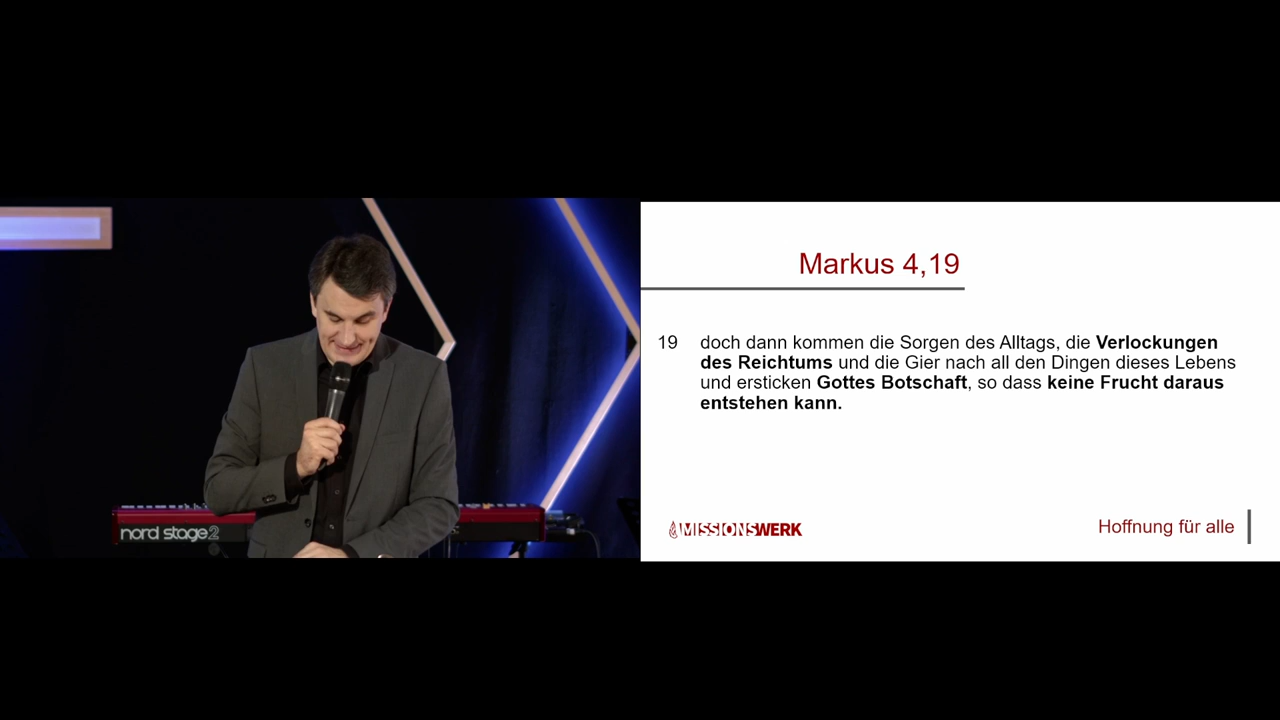 nord stage2
Markus 4,19
19 doch dann kommen die Sorgen des Alltags, die Verlockungen
des Reichtums und die Gier nach all den Dingen dieses Lebens
und ersticken Gottes Botschaft, so dass keine Frucht daraus
entstehen kann.
MISSIONSWERK
Hoffnung für alle